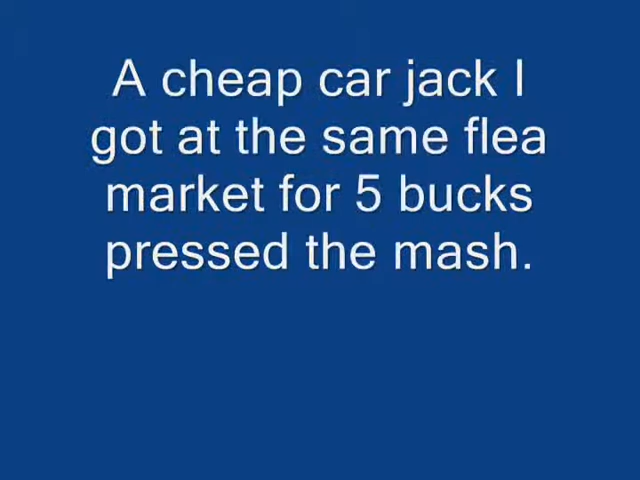 A cheap car jack I
got at the same flea
market for 5 bucks
pressed the mash.